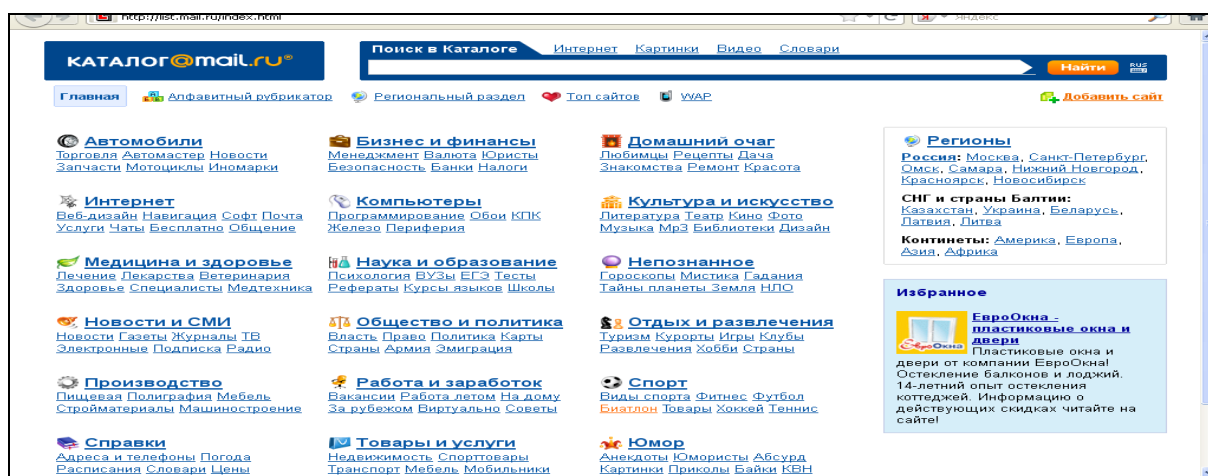 http://list.mail.ru/index.html
яндекс
каталог@mail.ru®
Поиск в Каталоге Интернет Картинки Видео Словари
Найти
RUS
Главная Алфавитный рубрикатор Региональный раздел Топ сайтов WAP Добавить сайт
Автомобили
Торговля Автомастер Новости
Запчасти Мотоциклы Иномарки
Бизнес и финансы
Менеджмент Валюта Юристы
Безопасность Банки Налоги
Домашний очаг
Любимцы Рецепты Дача
Знакомства Ремонт Красота
Интернет
Веб-дизайн Навигация Софт Почта
Услуги Чаты Бесплатно Общение
Компьютеры
Программирование Обои КПК
Железо Периферия
Культура и искусство
Литература Театр Кино Фото
Музыка Mp3 Библиотеки Дизайн
Медицина и здоровье
Лечение Лекарства Ветеринария
Здоровье Специалисты Медтехника
Наука и образование
Психология ВУЗы ЕГЭ Тесты
Рефераты Курсы языков Школы
Непознанное
Гороскопы Мистика Гадания
Тайны планеты Земля НЛО
Новости и СМИ
Новости Газеты Журналы ТВ
Электронные Подписка Радио
Общество и политика
Власть Право Политика Карты
Страны Армия Эмиграция
Отдых и развлечения
Туризм Курорты Игры Клубы
Развлечения Хобби Страны
Производство
Пищевая Полиграфия Мебель
Стройматериалы Машиностроение
Работа и заработок
Вакансии Работа летом На дому
За рубежом Виртуально Советы
Спорт
Виды спорта Фитнес Футбол
Биатлон Товары Хоккей Теннис
Справки
Адреса и телефоны Погода
Расписания Словари Цены
Товары и услуги
Недвижимость Спорттовары
Транспорт Мебель Мобильники
Юмор
Анекдоты Юмористы Абсурд
Картинки Приколы Байки КВН
Регионы
Россия: Москва, Санкт-Петербург,
Омск, Самара, Нижний Новгород,
Красноярск, Новосибирск
СНГ и страны Балтии:
Казахстан, Украина, Беларусь,
Латвия, Литва
Континеты: Америка, Европа,
Азия, Африка
Избранное
ЕвроОкна
ЕвроОкна -
пластиковые окна и
двери
Пластиковые окна и
двери от компании ЕвроОкна!
Остекление балконов и лоджий.
14-летний опыт остекления
коттеджей. Информацию о
действующих скидках читайте на
сайте!